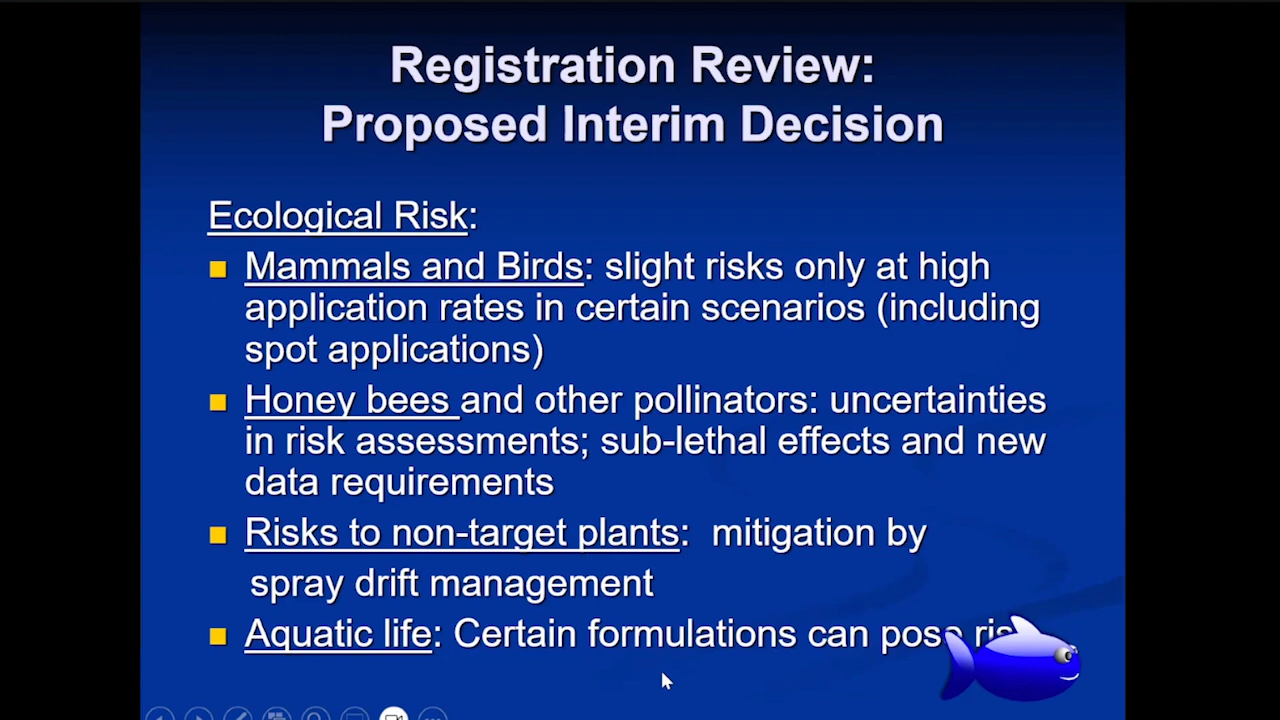 Registration Review:
Proposed Interim Decision
Ecological Risk:
Mammals and Birds: slight risks only at high
application rates in certain scenarios (including
spot applications)
Honey bees and other pollinators: uncertainties
in risk assessments; sub-lethal effects and new
data requirements
Risks to non-target plants: mitigation by
spray drift management
Aquatic life: Certain formulations can pose